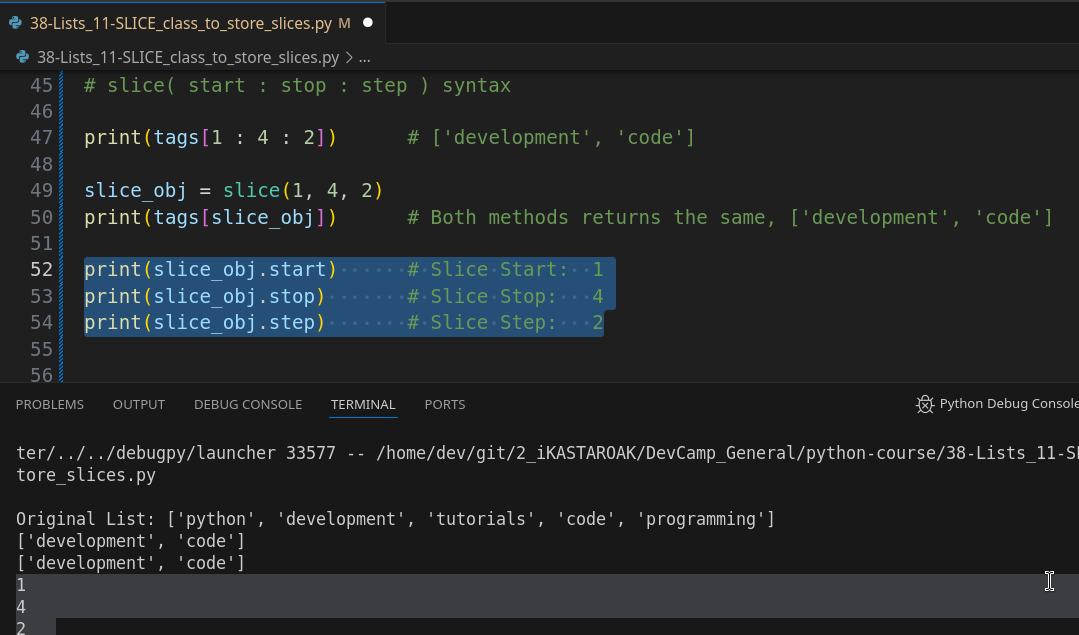 38-Lists_11-SLICE_class_to_store_slices.py M
38-Lists_11-SLICE_class_to_store_slices.py > ...
45 # slice( start : stop : step ) syntax
46
47 print(tags[1 : 4 : 2])      # ['development', 'code']
48
49 slice_obj = slice(1, 4, 2)
50 print(tags[slice_obj])      # Both methods returns the same, ['development', 'code']
51
52 print(slice_obj.start)      # Slice Start:  1
53 print(slice_obj.stop)       # Slice Stop:   4
54 print(slice_obj.step)       # Slice Step:   2
55
56
PROBLEMS OUTPUT DEBUG CONSOLE TERMINAL PORTS Python Debug Console
ter/../../debugpy/launcher 33577 -- /home/dev/git/2_iKASTAROAK/DevCamp_General/python-course/38-Lists_11-SL
tore_slices.py
Original List: ['python', 'development', 'tutorials', 'code', 'programming']
['development', 'code']
['development', 'code']
1
4
2